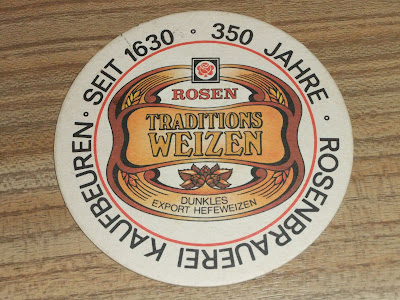 SEIT 1630 · 350 JAHRE · ROSENBRAUEREI KAUFBEUREN ·
ROSEN
TRADITIONS
WEIZEN
DUNKLES
EXPORT HEFEWEIZEN